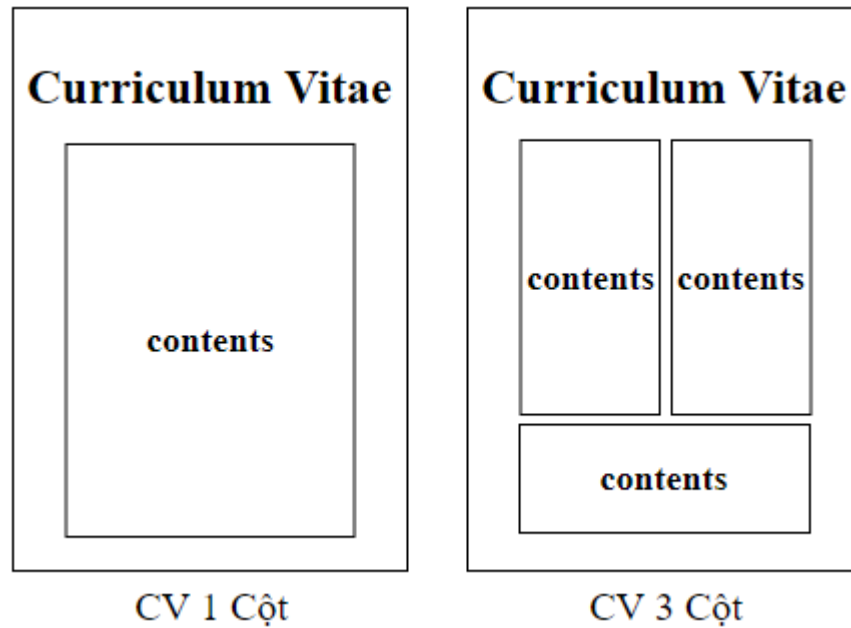 Curriculum Vitae
contents
CV 1 Cột
Curriculum Vitae
contents
contents
contents
CV 3 Cột